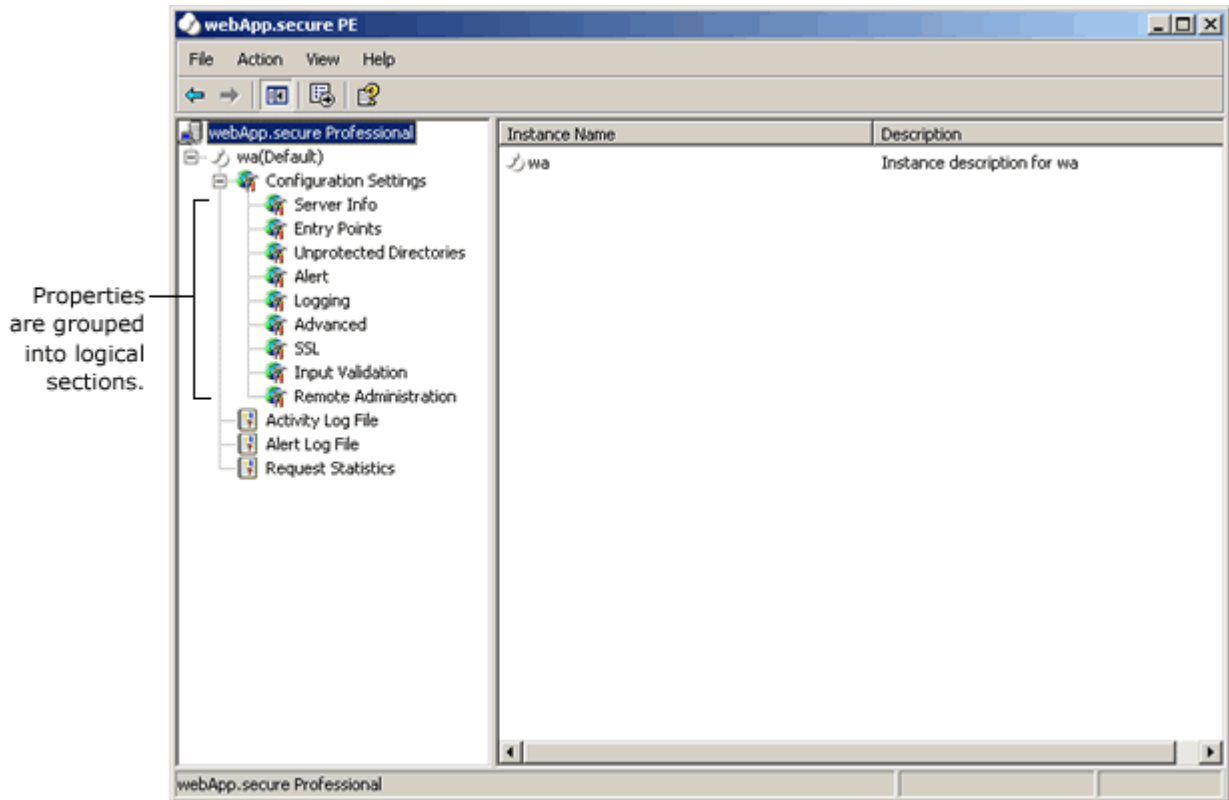 webApp.secure PE
File Action View Help
webApp.secure Professional
wa(Default)
Configuration Settings
Server Info
Entry Points
Unprotected Directories
Alert
Logging
Advanced
SSL
Input Validation
Remote Administration
Activity Log File
Alert Log File
Request Statistics
Properties
are grouped
into logical
sections.
Instance Name Description
wa Instance description for wa
webApp.secure Professional